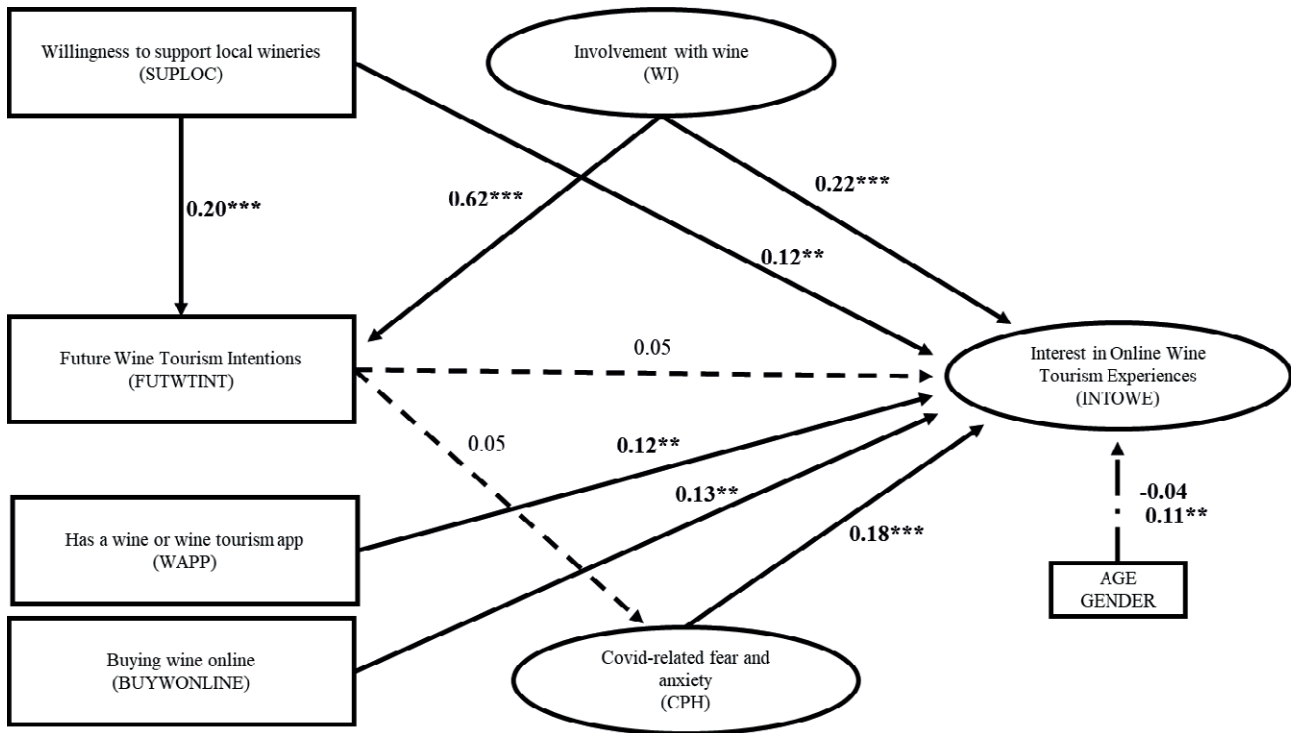 Willingness to support local wineries
(SUPLOC)
Involvement with wine
(WI)
0.20***
0.62***
0.22***
0.12**
Future Wine Tourism Intentions
(FUTWTINT)
0.05
Interest in Online Wine
Tourism Experiences
(INTOWE)
0.05
0.12**
0.13**
0.18***
-0.04
0.11**
Has a wine or wine tourism app
(WAPP)
AGE
GENDER
Buying wine online
(BUYWONLINE)
Covid-related fear and
anxiety
(CPH)